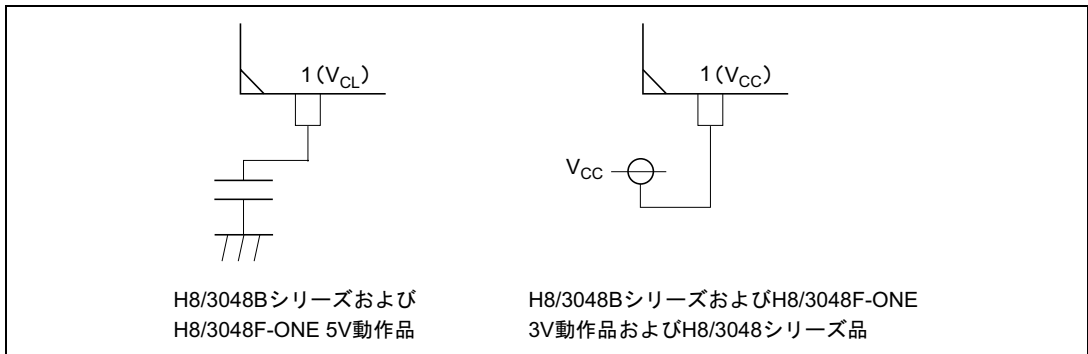 1（VCL）
1（VCC）
VCC
H8/3048Bシリーズおよび
H8/3048F-ONE 5V動作品
H8/3048BシリーズおよびH8/3048F-ONE
3V動作品およびH8/3048シリーズ品